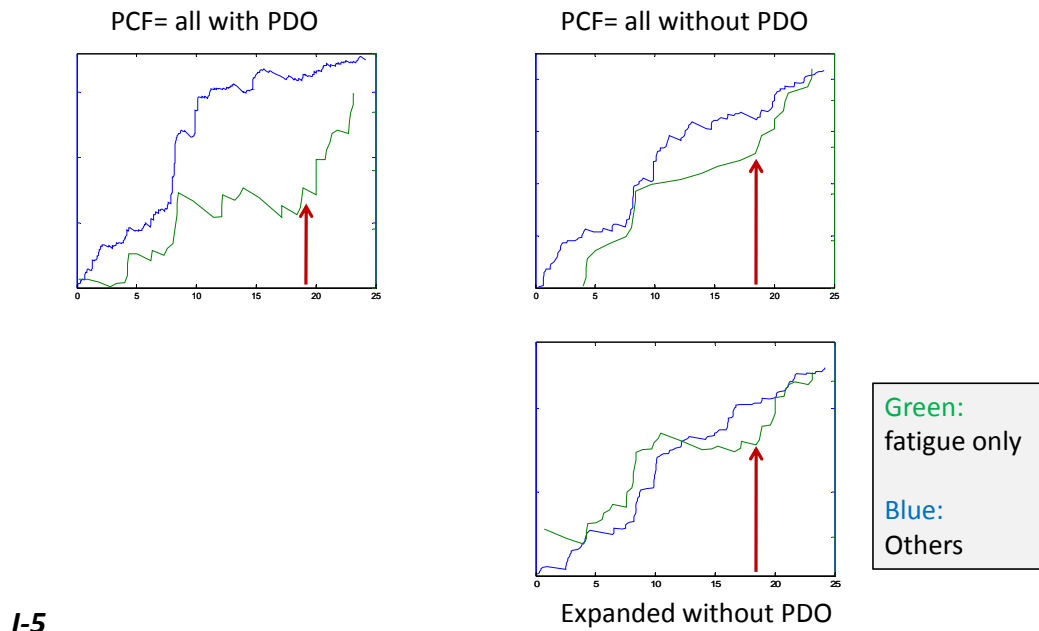 PCF= all with PDO
PCF= all without PDO
0 5 10 15 20 25
0 5 10 15 20 25
0 5 10 15 20 25
Green:
fatigue only
Blue:
Others
Expanded without PDO
I-5